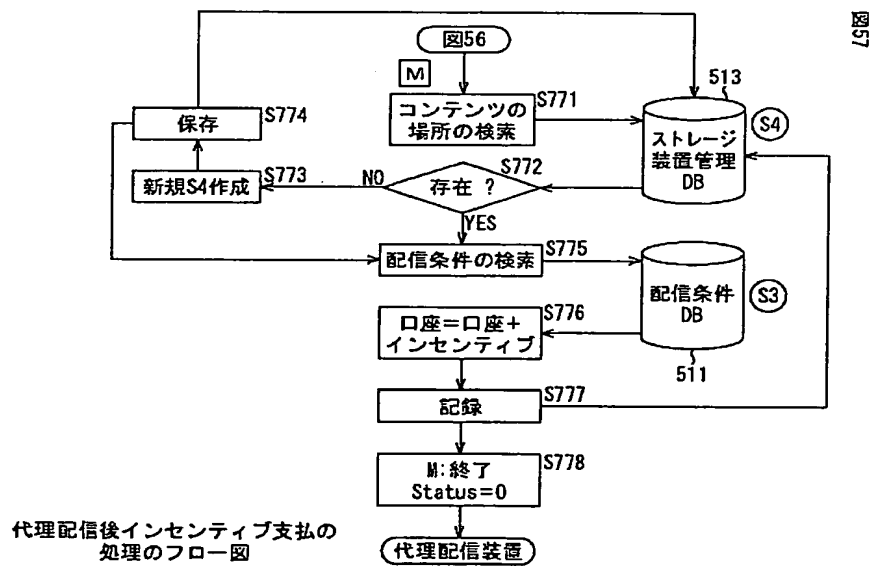 図57
図56
M
コンテンツの
場所の検索
S771
513
ストレージ
装置管理
DB
S4
保存
S774
S772
存在 ?
NO
新規S4作成
S773
YES
配信条件の検索
S775
配信条件
DB
S3
511
S776
口座=口座+
インセンティブ
記録
S777
M:終了
Status=0
S778
代理配信装置
代理配信後インセンティブ支払の
処理のフロー図